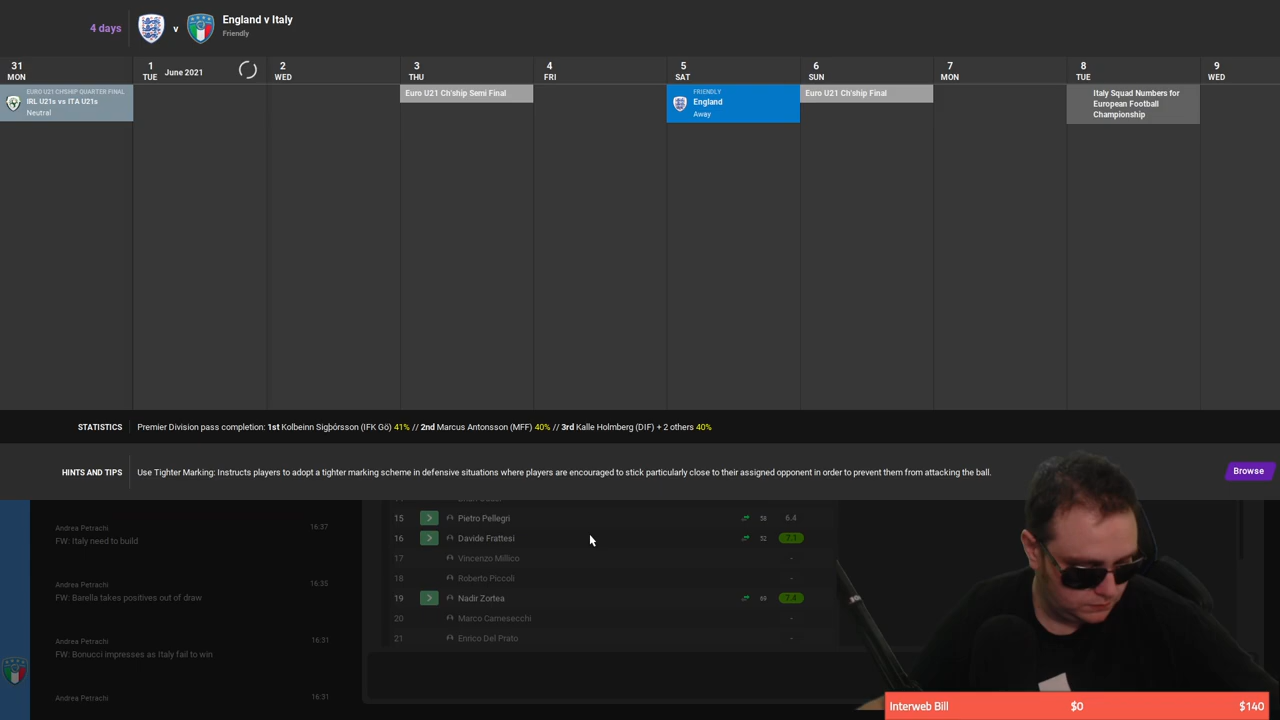 4 days
v
England v Italy
Friendly
31
MON
1
TUE
June 2021
2
WED
3
THU
4
FRI
5
SAT
6
SUN
7
MON
8
TUE
9
WED
EURO U21 CH'SHIP QUARTER FINAL
IRL U21s vs ITA U21s
Neutral
Euro U21 Ch'ship Semi Final
FRIENDLY
England
Away
Euro U21 Ch'ship Final
Italy Squad Numbers for
European Football
Championship
STATISTICS
Premier Division pass completion: 1st Kolbeinn Sigþórsson (IFK Gö) 41% // 2nd Marcus Antonsson (MFF) 40% // 3rd Kalle Holmberg (DIF) + 2 others 40%
HINTS AND TIPS
Use Tighter Marking: Instructs players to adopt a tighter marking scheme in defensive situations where players are encouraged to stick particularly close to their assigned opponent in order to prevent them from attacking the ball.
Browse
Andrea Petrachi 16:37
FW: Italy need to build
Andrea Petrachi 16:35
FW: Barella takes positives out of draw
Andrea Petrachi 16:31
FW: Bonucci impresses as Italy fail to win
Andrea Petrachi 16:31
15 Pietro Pellegri 58 6.4
16 Davide Frattesi 52 7.1
17 Vincenzo Millico -
18 Roberto Piccoli -
19 Nadir Zortea 69 7.4
20 Marco Carnesecchi -
21 Enrico Del Prato -
Interweb Bill $0 $140